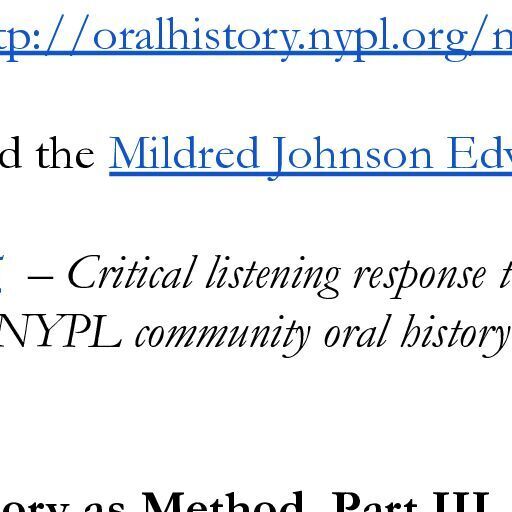 tp://oralhistory.nypl.org/n
d the Mildred Johnson Edv
– Critical listening response t
NYPL community oral history
ory as Method, Part III